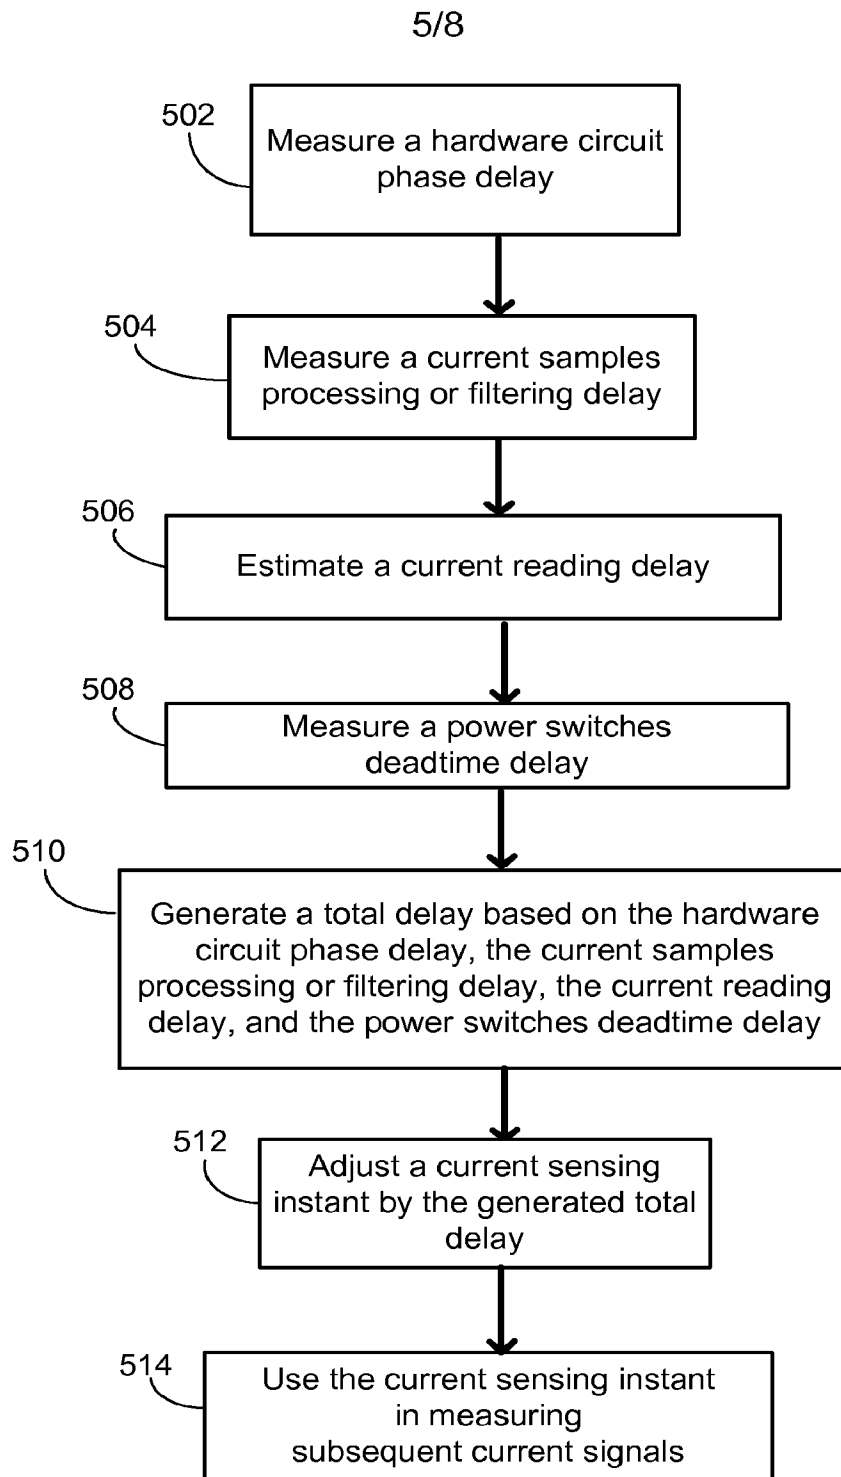 5/8
502
Measure a hardware circuit
phase delay
504
Measure a current samples
processing or filtering delay
506
Estimate a current reading delay
508
Measure a power switches
deadtime delay
510
Generate a total delay based on the hardware
circuit phase delay, the current samples
processing or filtering delay, the current reading
delay, and the power switches deadtime delay
512
Adjust a current sensing
instant by the generated total
delay
514
Use the current sensing instant
in measuring
subsequent current signals